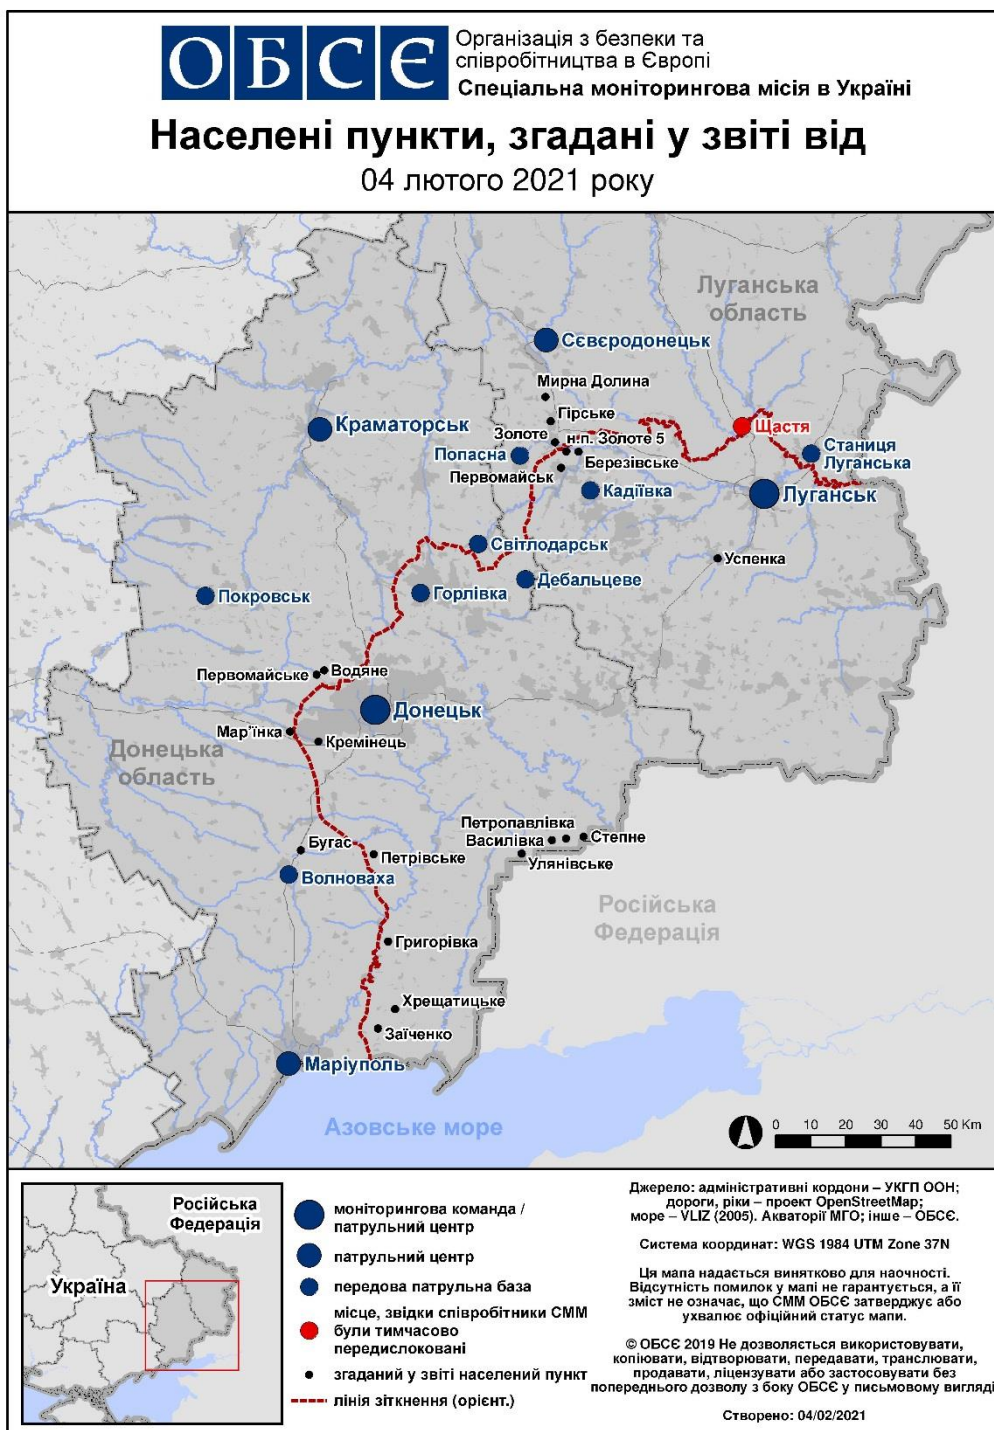 ОБСЄ
Організація з безпеки та
співробітництва в Європі
Спеціальна моніторингова місія в Україні
Населені пункти, згадані у звіті від
04 лютого 2021 року
Луганська
область
Сєвєродонецьк
Мирна Долина
Гірське
Краматорськ
Щастя
Золоте
н.п. Золоте 5
Станиця
Луганська
Попасна
Березівське
Первомайськ
Кадіївка
Луганськ
Світлодарськ
Успенка
Дебальцеве
Покровськ
Горлівка
Водяне
Первомайське
Донецьк
Мар’їнка
Кремінець
Донецька
область
Петропавлівка
Степне
Василівка
Бугас
Петрівське
Улянівське
Волноваха
Російська
Федерація
Григорівка
Хрещатицьке
Заїченко
Маріуполь
Азовське море
0 10 20 30 40 50 Km
Російська
Федерація
Україна
моніторингова команда /
патрульний центр
патрульний центр
передова патрульна база
місце, звідки співробітники СММ
були тимчасово
передислоковані
згаданий у звіті населений пункт
лінія зіткнення (орієнт.)
Джерело: адміністративні кордони – УКГП ООН;
дороги, ріки – проект OpenStreetMap;
море – VLIZ (2005). Акваторії МГО; інше – ОБСЄ.
Система координат: WGS 1984 UTM Zone 37N
Ця мапа надається винятково для наочності.
Відсутність помилок у мапі не гарантується, а її
зміст не означає, що СММ ОБСЄ затверджує або
ухвалює офіційний статус мапи.
© ОБСЄ 2019 Не дозволяється використовувати,
копіювати, відтворювати, передавати, транслювати,
продавати, ліцензувати або застосовувати без
попереднього дозволу з боку ОБСЄ у письмовому вигляді
Створено: 04/02/2021